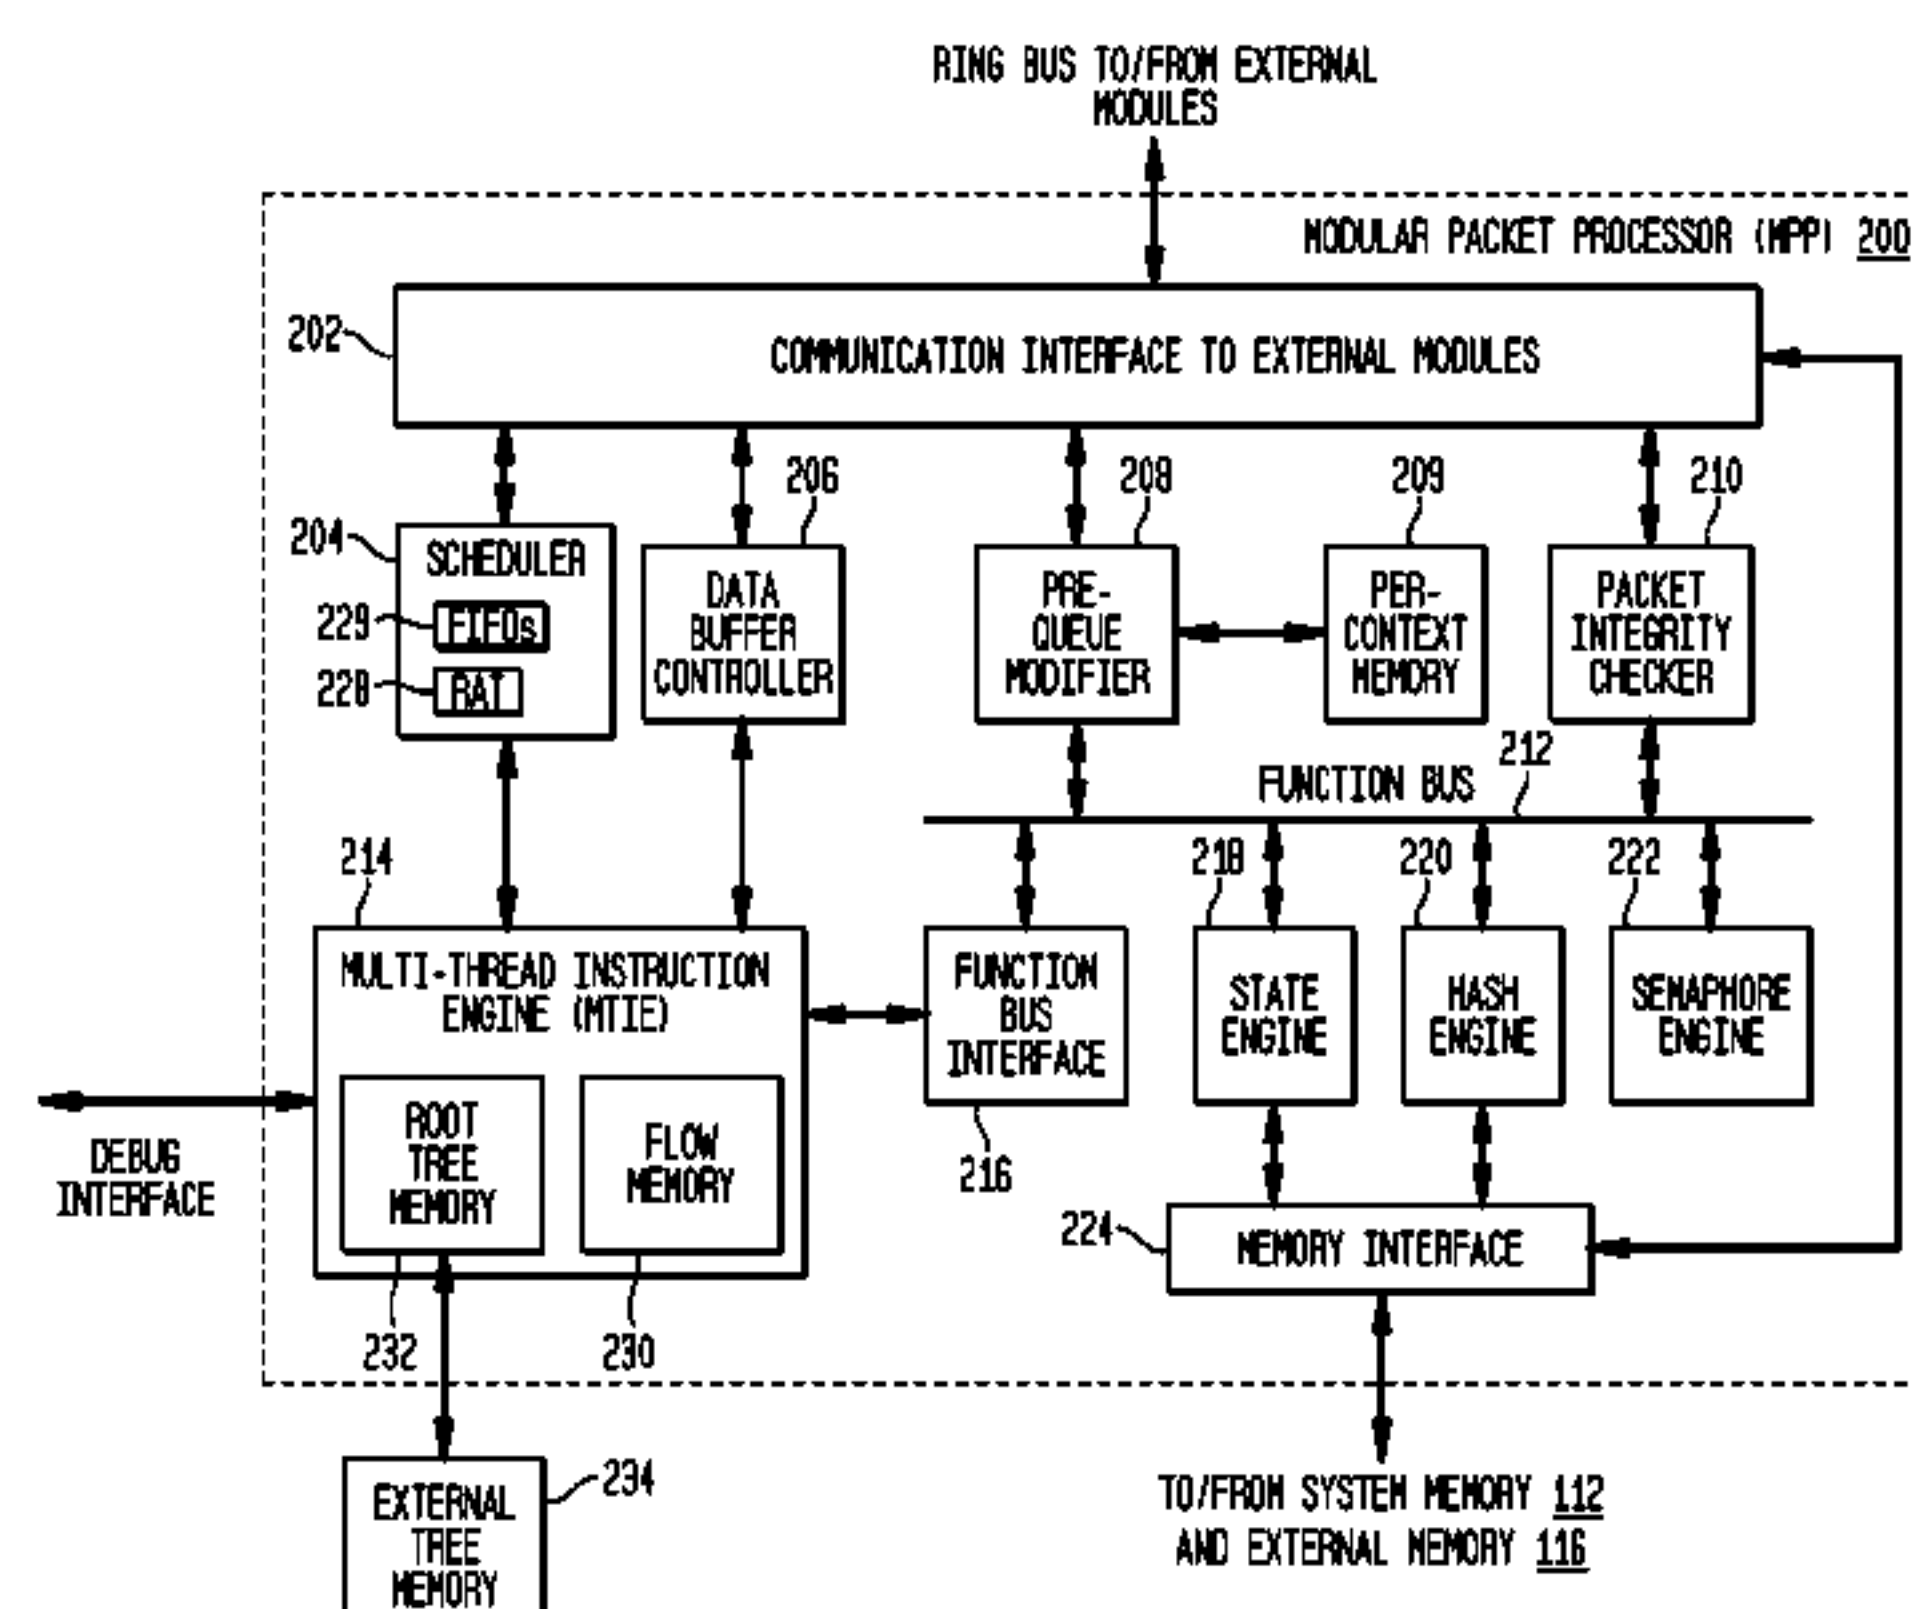 RING BUS TO/FROM EXTERNAL
MODULES
MODULAR PACKET PROCESSOR (MPP) 200
202
COMMUNICATION INTERFACE TO EXTERNAL MODULES
206
208
209
210
204
SCHEDULER
229
FIFOs
228
RAT
DATA
BUFFER
CONTROLLER
PRE-
QUEUE
MODIFIER
PER-
CONTEXT
MEMORY
PACKET
INTEGRITY
CHECKER
212
FUNCTION BUS
214
218
220
222
MULTI-THREAD INSTRUCTION
ENGINE (MTIE)
FUNCTION
BUS
INTERFACE
STATE
ENGINE
HASH
ENGINE
SEMAPHORE
ENGINE
ROOT
TREE
MEMORY
FLOW
MEMORY
DEBUG
INTERFACE
216
224
MEMORY INTERFACE
232
230
234
EXTERNAL
TREE
MEMORY
TO/FROM SYSTEM MEMORY 112
AND EXTERNAL MEMORY 116